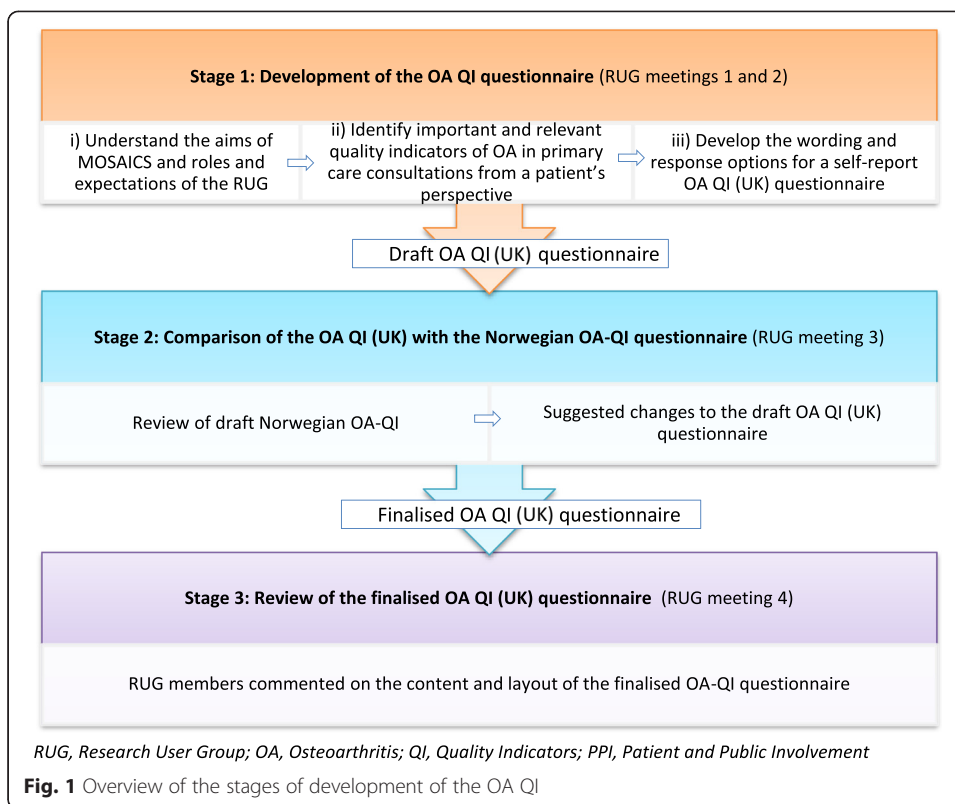 Stage 1: Development of the OA QI questionnaire (RUG meetings 1 and 2)
i) Understand the aims of
MOSAICS and roles and
expectations of the RUG
ii) Identify important and relevant
quality indicators of OA in primary
care consultations from a patient's
perspective
iii) Develop the wording and
response options for a self-report
OA QI (UK) questionnaire
Draft OA QI (UK) questionnaire
Stage 2: Comparison of the OA QI (UK) with the Norwegian OA-QI questionnaire (RUG meeting 3)
Review of draft Norwegian OA-QI
Suggested changes to the draft OA QI (UK)
questionnaire
Finalised OA QI (UK) questionnaire
Stage 3: Review of the finalised OA QI (UK) questionnaire (RUG meeting 4)
RUG members commented on the content and layout of the finalised OA-QI questionnaire
RUG, Research User Group; OA, Osteoarthritis; QI, Quality Indicators; PPI, Patient and Public Involvement
Fig. 1 Overview of the stages of development of the OA QI